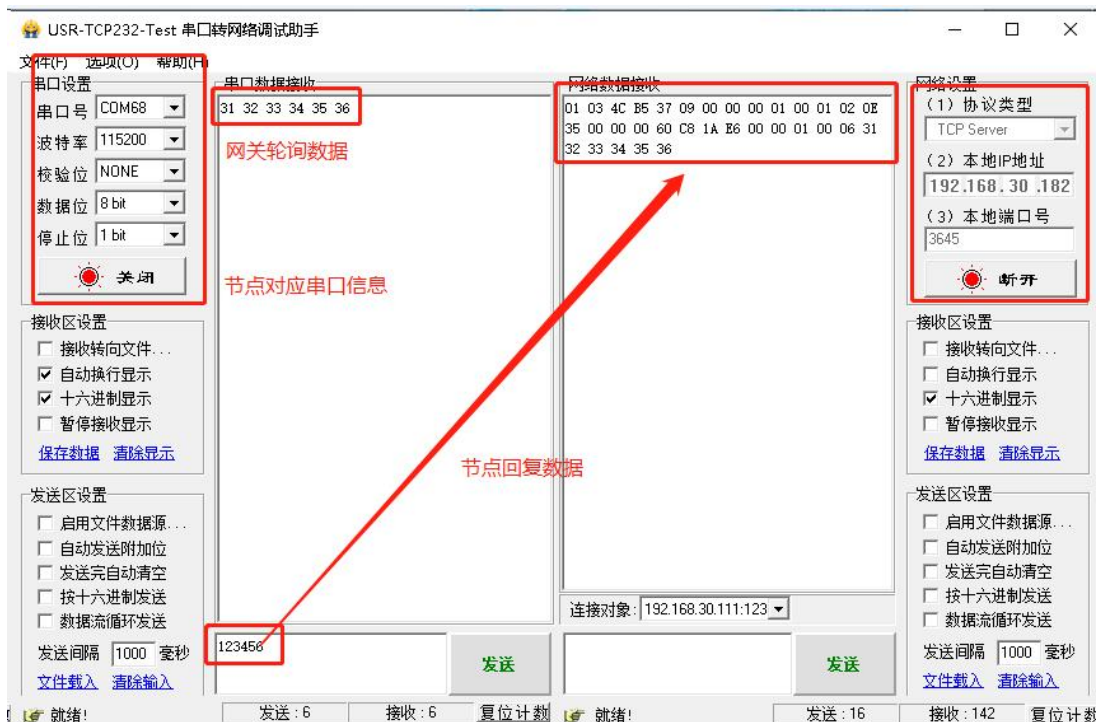 USR-TCP232-Test 串口转网络调试助手
文件(F) 选项(O) 帮助(H)
串口设置
串口号 COM68
波特率 115200
校验位 NONE
数据位 8 bit
停止位 1 bit
关闭
接收区设置
接收转向文件...
自动换行显示
十六进制显示
暂停接收显示
保存数据 清除显示
发送区设置
启用文件数据源...
自动发送附加位
发送完自动清空
按十六进制发送
数据流循环发送
发送间隔 1000 毫秒
文件载入 清除输入
串口数据接收
31 32 33 34 35 36
网关轮询数据
节点对应串口信息
节点回复数据
123456
发送
网络数据接收
01 03 4C B5 37 09 00 00 00 01 00 01 02 0E
35 00 00 00 60 C8 1A E6 00 00 01 00 06 31
32 33 34 35 36
连接对象: 192.168.30.111:123
发送
网络设置
(1) 协议类型
TCP Server
(2) 本地IP地址
192.168.30.182
(3) 本地端口号
3645
断开
接收区设置
接收转向文件...
自动换行显示
十六进制显示
暂停接收显示
保存数据 清除显示
发送区设置
启用文件数据源...
自动发送附加位
发送完自动清空
按十六进制发送
数据流循环发送
发送间隔 1000 毫秒
文件载入 清除输入
就绪! 发送:6 接收:6 复位计数
就绪! 发送:16 接收:142 复位计数